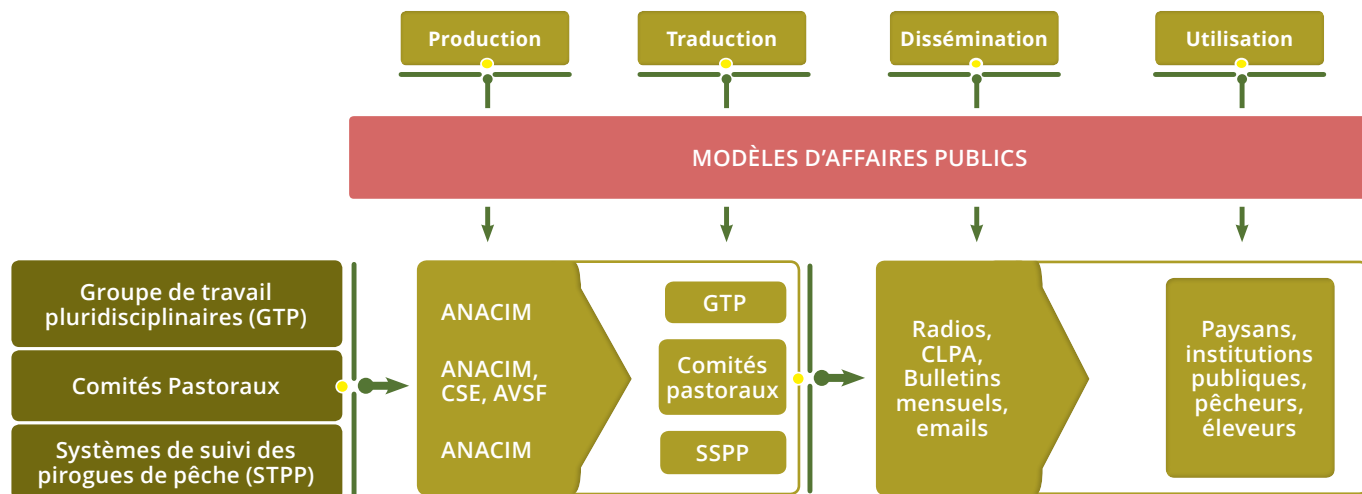 Production
Traduction
Dissémination
Utilisation
MODÈLES D'AFFAIRES PUBLICS
Groupe de travail
pluridisciplinaires (GTP)
Comités Pastoraux
Systèmes de suivi des
pirogues de pêche (STPP)
ANACIM
ANACIM,
CSE, AVSF
ANACIM
GTP
Comités
pastoraux
SSPP
Radios,
CLPA,
Bulletins
mensuels,
emails
Paysans,
institutions
publiques,
pêcheurs,
éleveurs